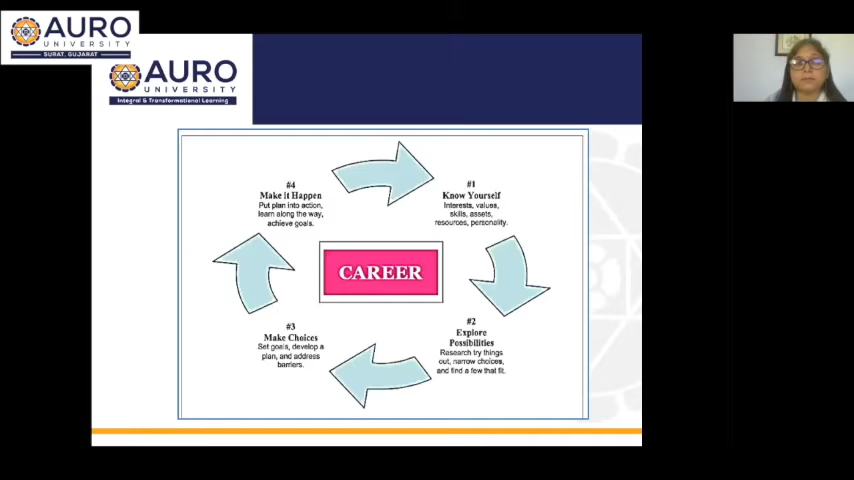 AURO
UNIVERSITY
SURAT, GUJARAT
AURO
UNIVERSITY
Integral & Transformational Learning
#4
Make it Happen
Put plan into action,
learn along the way,
achieve goals.
#1
Know Yourself
Interests, values,
skills, assets,
resources, personality.
CAREER
#3
Make Choices
Set goals, develop a
plan, and address
barriers.
#2
Explore
Possibilities
Research try things
out, narrow choices,
and find a few that fit.